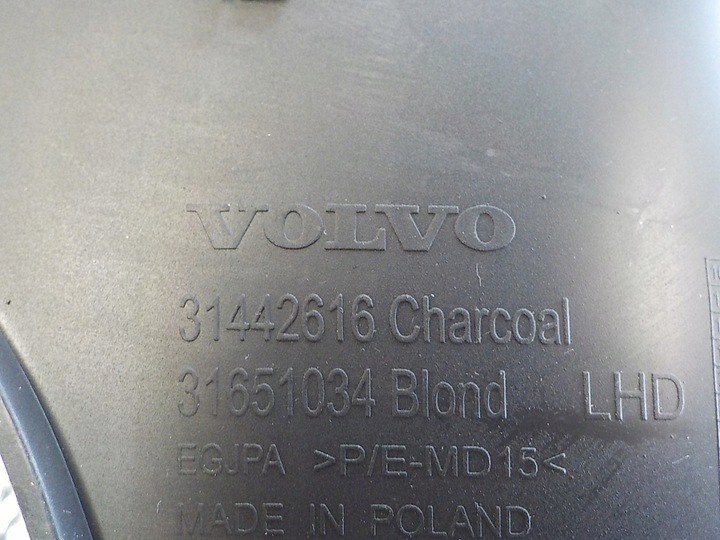 VOLVO
31442616 Charcoal
31651034 Blond LHD
EGJPA >P/E-MD15<
MADE IN POLAND